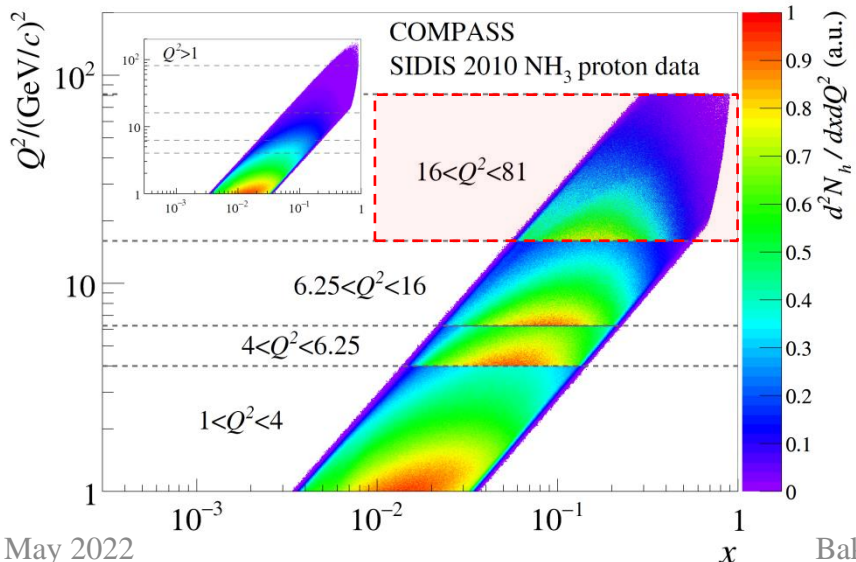 COMPASS
SIDIS 2010 NH₃ proton data
Q²/(GeV/c)²
10²
10
1
Q²>1
10²
10
1
10⁻³
10⁻²
10⁻¹
1
16<Q²<81
6.25<Q²<16
4<Q²<6.25
1<Q²<4
10⁻³
10⁻²
10⁻¹
1
x
1
0.9
0.8
0.7
0.6
0.5
0.4
0.3
0.2
0.1
0
d²Nₕ / dxdQ² (a.u.)
May 2022
Bal